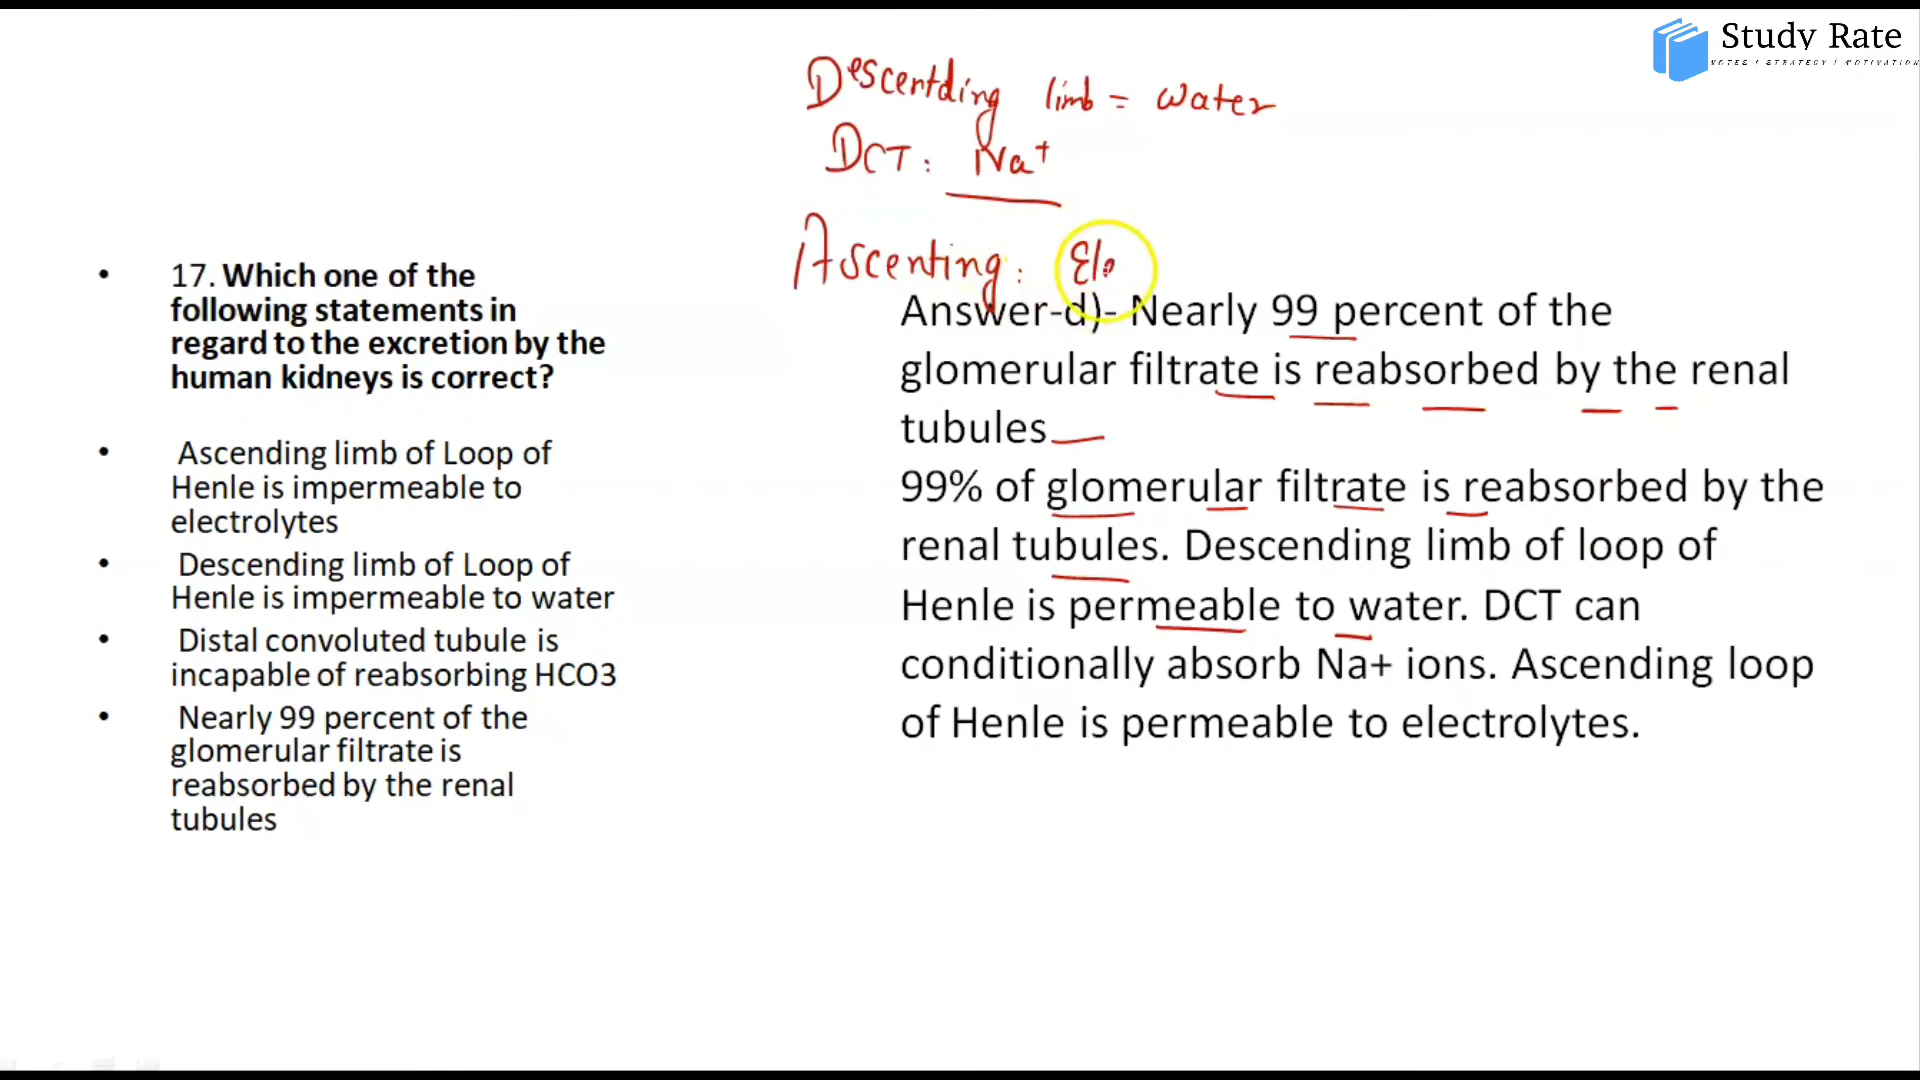 Study Rate
NOTES / STRATEGY / MOTIVATION
Descentding limb = water
DCT : Na+
Ascenting : Ele
17. Which one of the
following statements in
regard to the excretion by the
human kidneys is correct?
Ascending limb of Loop of
Henle is impermeable to
electrolytes
Descending limb of Loop of
Henle is impermeable to water
Distal convoluted tubule is
incapable of reabsorbing HCO3
Nearly 99 percent of the
glomerular filtrate is
reabsorbed by the renal
tubules
Answer-d)- Nearly 99 percent of the
glomerular filtrate is reabsorbed by the renal
tubules
99% of glomerular filtrate is reabsorbed by the
renal tubules. Descending limb of loop of
Henle is permeable to water. DCT can
conditionally absorb Na+ ions. Ascending loop
of Henle is permeable to electrolytes.